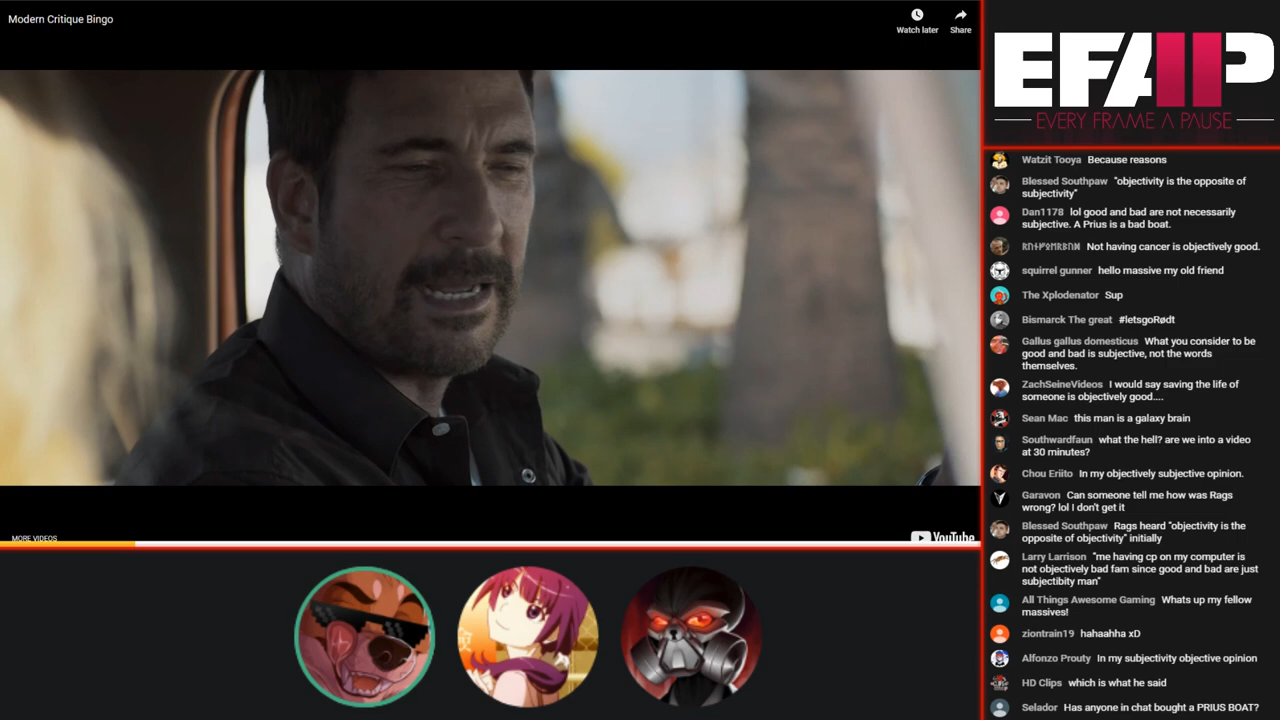 Modern Critique Bingo
Watch later
Share
EFAP
EVERY FRAME A PAUSE
Watzit Tooya Because reasons
Blessed Southpaw "objectivity is the opposite of
subjectivity"
Dan1178 lol good and bad are not necessarily
subjective. A Prius is a bad boat.
Not having cancer is objectively good.
squirrel gunner hello massive my old friend
The Xplodenator Sup
Bismarck The great #letsgoRødt
Gallus gallus domesticus What you consider to be
good and bad is subjective, not the words
themselves.
ZachSeineVideos I would say saving the life of
someone is objectively good....
Sean Mac this man is a galaxy brain
Southwardfaun what the hell? are we into a video
at 30 minutes?
Chou Eriito In my objectively subjective opinion.
Garavon Can someone tell me how was Rags
wrong? lol I don't get it
Blessed Southpaw Rags heard "objectivity is the
opposite of objectivity" initially
Larry Larrison "me having cp on my computer is
not objectively bad fam since good and bad are just
subjectibity man"
All Things Awesome Gaming Whats up my fellow
massives!
ziontrain19 hahaahha xD
Alfonzo Prouty In my subjectivity objective opinion
HD Clips which is what he said
Selador Has anyone in chat bought a PRIUS BOAT?
MORE VIDEOS
YouTube